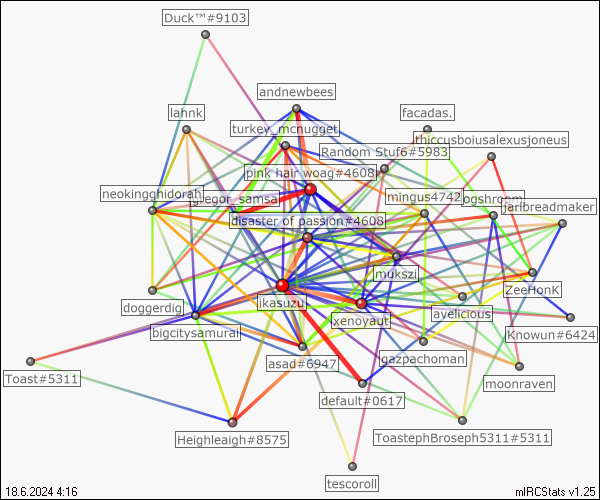 Duck™#9103
andnewbees
lahnk
facadas.
turkey_mcnugget
thiccusboiusalexusjoneus
Random Stuf6#5983
pink hair woag#4608
neokingghidorah
gregor_samsa
mingus4742
jarlbreadmaker
disaster of passion#4608
mukszi
ZeeHonk
doggerdig
ikasuzu
avelicious
bigcitysamurai
xenoyaut
Knowun#6424
gazpachoman
asad#6947
moonraven
Toast#5311
default#0617
Heighleaigh#8575
ToastephBroseph5311#5311
tescoroll
18.6.2024 4:16
mIRCStats v1.25